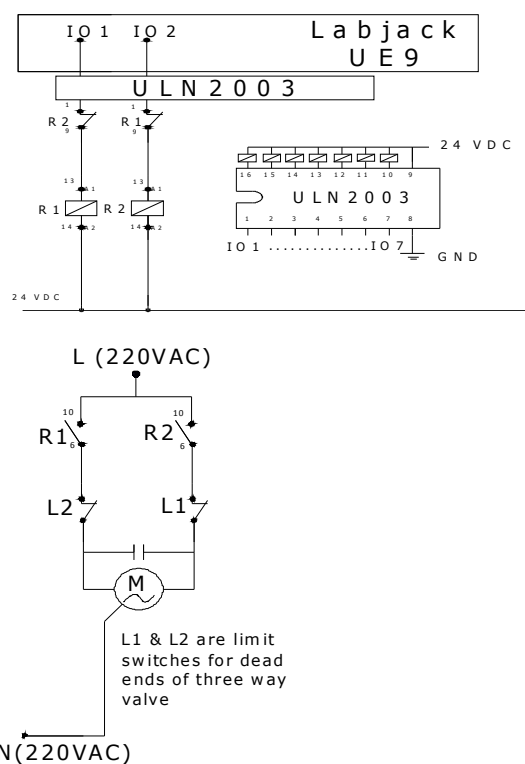 IO 1 IO 2 Labjack
UE9
ULN2003
1 1
R2 R1
9 9
24 VDC
16 15 14 13 12 11 10 9
ULN2003
1 2 3 4 5 6 7 8
IO 1 ............. IO 7
GND
13 A1 13 A1
R 1 R 2
14 A2 14 A2
24 VDC
L (220VAC)
10 10
R1 R2
6 6
L2 L1
M
L1 & L2 are limit
switches for dead
ends of three way
valve
N(220VAC)